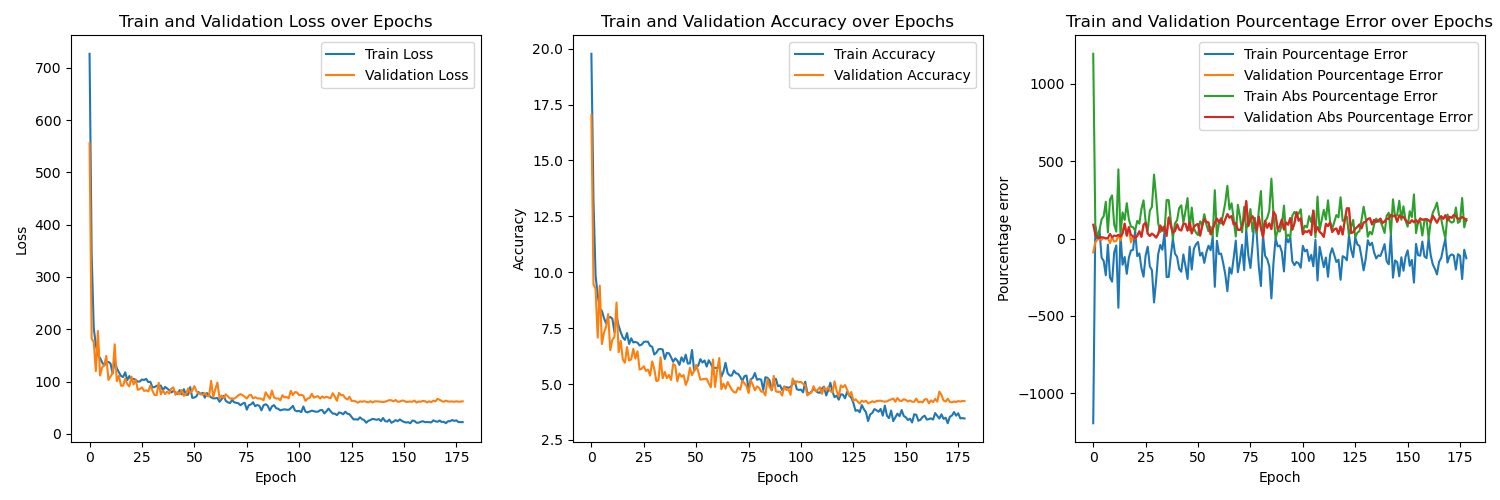 Train and Validation Loss over Epochs
Train Loss
Validation Loss
700
600
500
400
300
200
100
0
Loss
0 25 50 75 100 125 150 175
Epoch
Train and Validation Accuracy over Epochs
Train Accuracy
Validation Accuracy
20.0
17.5
15.0
12.5
10.0
7.5
5.0
2.5
Accuracy
0 25 50 75 100 125 150 175
Epoch
Train and Validation Pourcentage Error over Epochs
Train Pourcentage Error
Validation Pourcentage Error
Train Abs Pourcentage Error
Validation Abs Pourcentage Error
1000
500
0
−500
−1000
Pourcentage error
0 25 50 75 100 125 150 175
Epoch